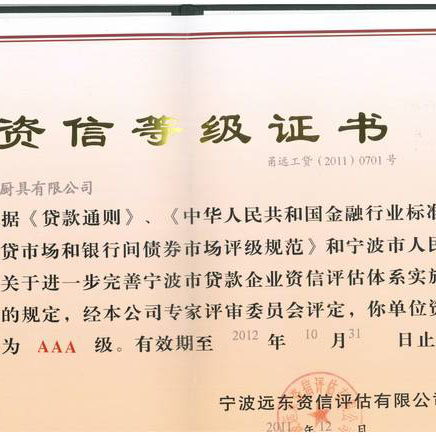 资信等级证书
甬远工贷(2011)0701号
厨具有限公司
据《贷款通则》、《中华人民共和国金融行业标准
贷市场和银行间债券市场评级规范》和宁波市人民
关于进一步完善宁波市贷款企业资信评估体系实施
的规定,经本公司专家评审委员会评定,你单位资
为 AAA 级。有效期至 2012 年 10 月 31 日止
宁波远东资信评估有限公司
2011 年 12 月